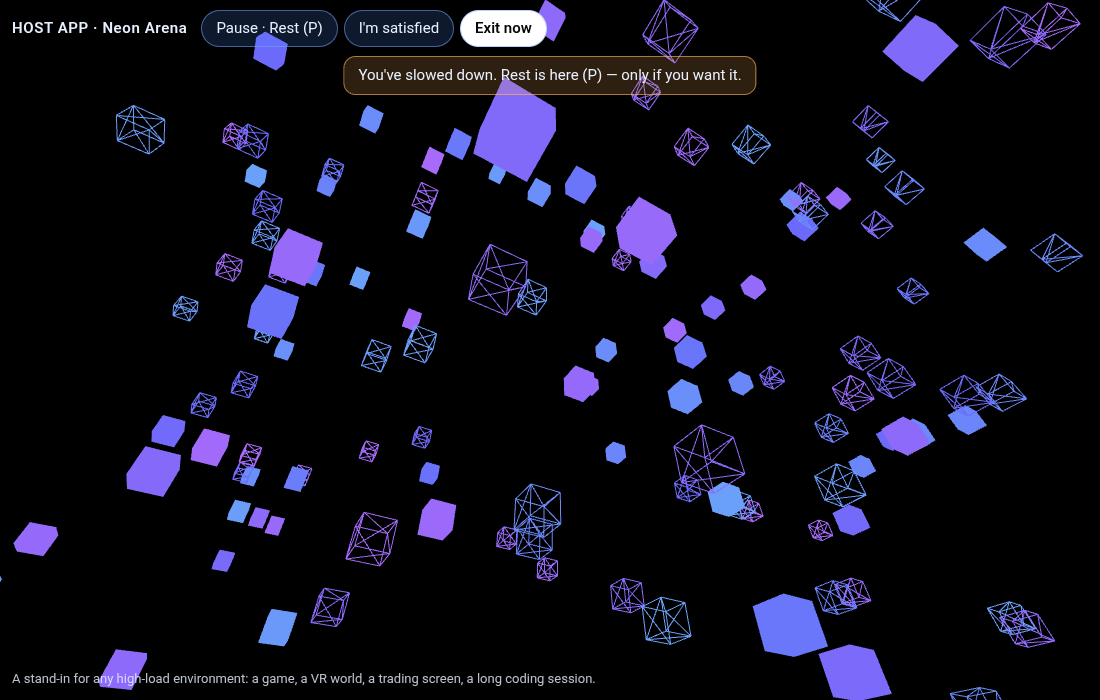 HOST APP · Neon Arena
Pause · Rest (P)
I'm satisfied
Exit now
You've slowed down. Rest is here (P) — only if you want it.
A stand-in for any high-load environment: a game, a VR world, a trading screen, a long coding session.